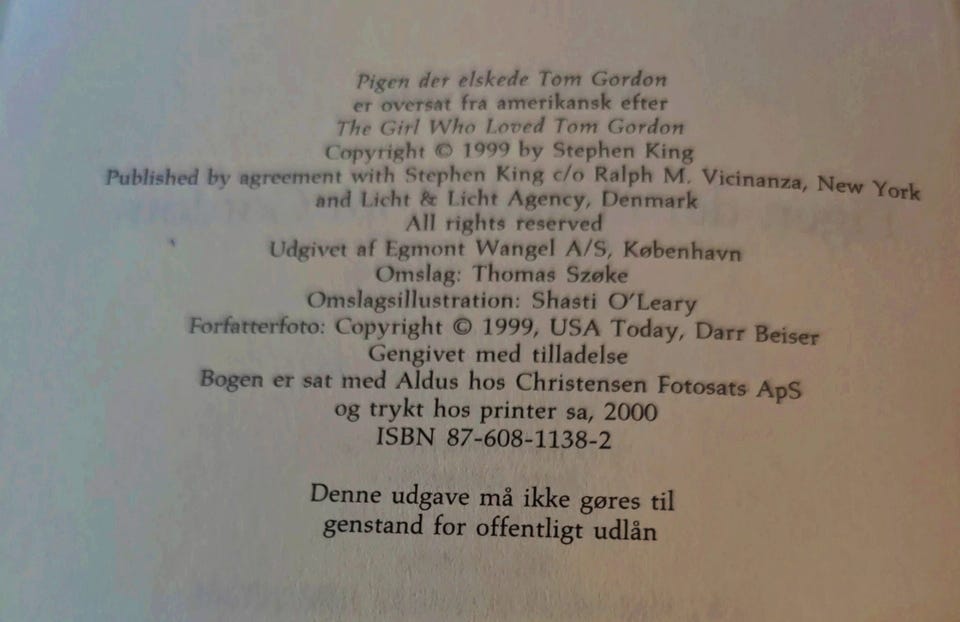 Pigen der elskede Tom Gordon
er oversat fra amerikansk efter
The Girl Who Loved Tom Gordon
Copyright © 1999 by Stephen King
Published by agreement with Stephen King c/o Ralph M. Vicinanza, New York
and Licht & Licht Agency, Denmark
All rights reserved
Udgivet af Egmont Wangel A/S, København
Omslag: Thomas Szøke
Omslagsillustration: Shasti O'Leary
Forfatterfoto: Copyright © 1999, USA Today, Darr Beiser
Gengivet med tilladelse
Bogen er sat med Aldus hos Christensen Fotosats ApS
og trykt hos printer sa, 2000
ISBN 87-608-1138-2
Denne udgave må ikke gøres til
genstand for offentligt udlån